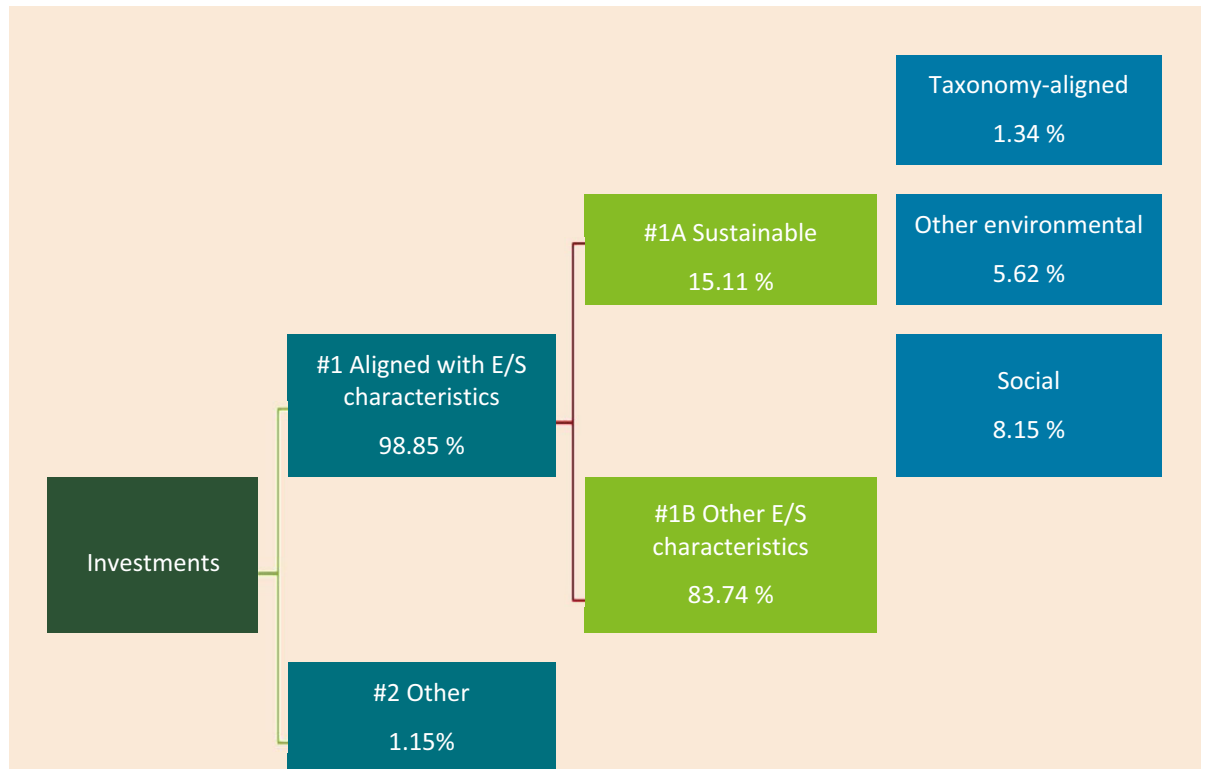 Taxonomy-aligned
1.34 %
#1A Sustainable
15.11 %
Other environmental
5.62 %
#1 Aligned with E/S
characteristics
98.85 %
Social
8.15 %
Investments
#1B Other E/S
characteristics
83.74 %
#2 Other
1.15%